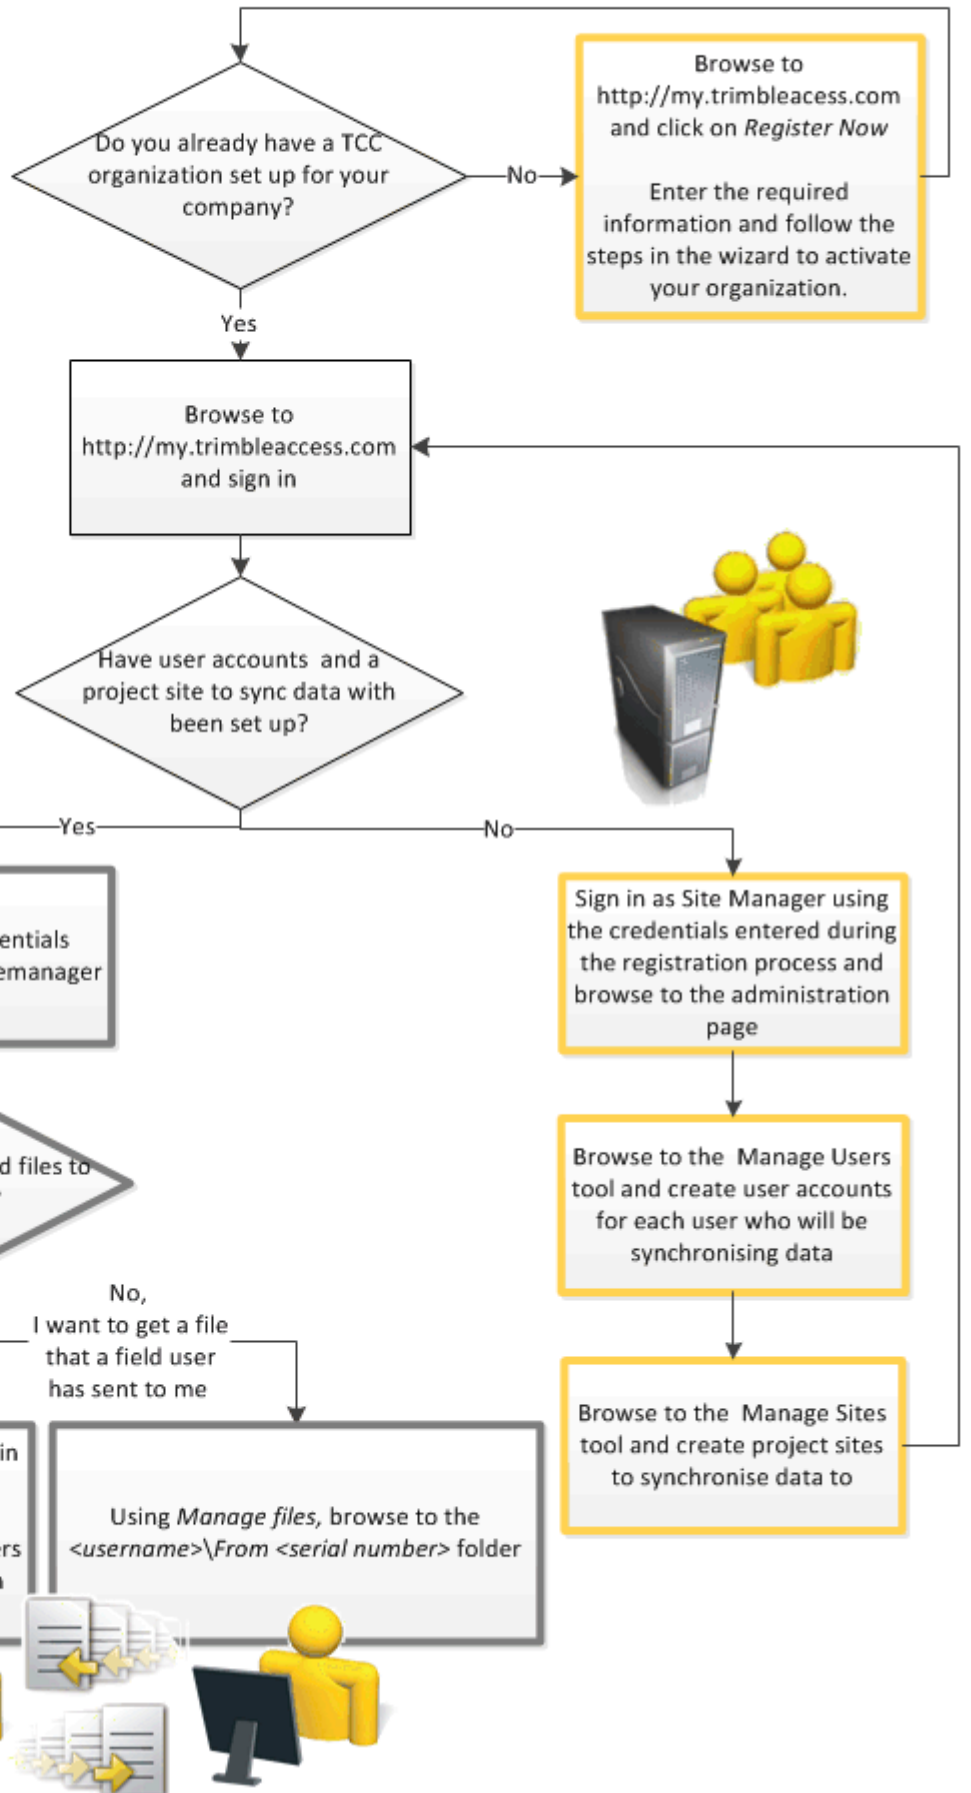 Do you already have a TCC
organization set up for your
company?
No
Browse to
http://my.trimbleacess.com
and click on Register Now
Enter the required
information and follow the
steps in the wizard to activate
your organization.
Yes
Browse to
http://my.trimbleaccess.com
and sign in
Have user accounts and a
project site to sync data with
been set up?
Yes
No
entials
emanager
Sign in as Site Manager using
the credentials entered during
the registration process and
browse to the administration
page
d files to
Browse to the Manage Users
tool and create user accounts
for each user who will be
synchronising data
No,
I want to get a file
that a field user
has sent to me
Browse to the Manage Sites
tool and create project sites
to synchronise data to
in
ers
Using Manage files, browse to the
<username>\From <serial number> folder